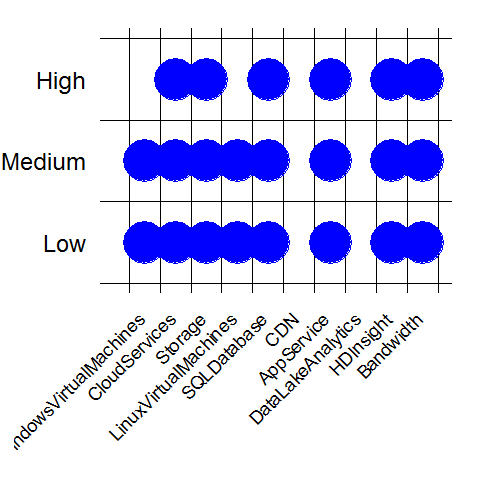 High
Medium
Low
ndowsVirtualMachines
CloudServices
Storage
LinuxVirtualMachines
SQLDatabase
CDN
AppService
DataLakeAnalytics
HDInsight
Bandwidth